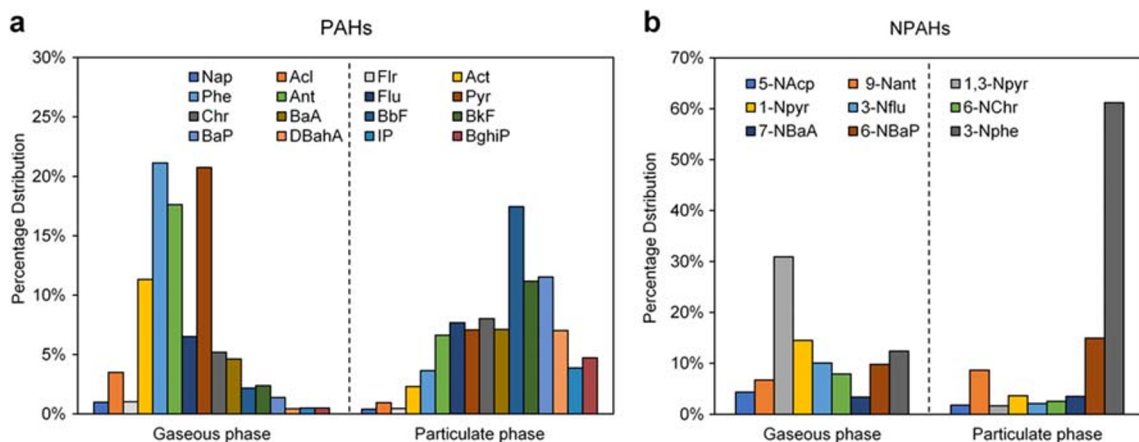 a
PAHs
30%
25%
20%
15%
10%
5%
0%
Percentage Dstribution
Nap Acl Flr Act
Phe Ant Flu Pyr
Chr BaA BbF BkF
BaP DBahA IP BghiP
Gaseous phase Particulate phase
b
NPAHs
70%
60%
50%
40%
30%
20%
10%
0%
Percentage Dstribution
5-NAcp 9-Nant 1,3-Npyr
1-Npyr 3-Nflu 6-NChr
7-NBaA 6-NBaP 3-Nphe
Gaseous phase Particulate phase